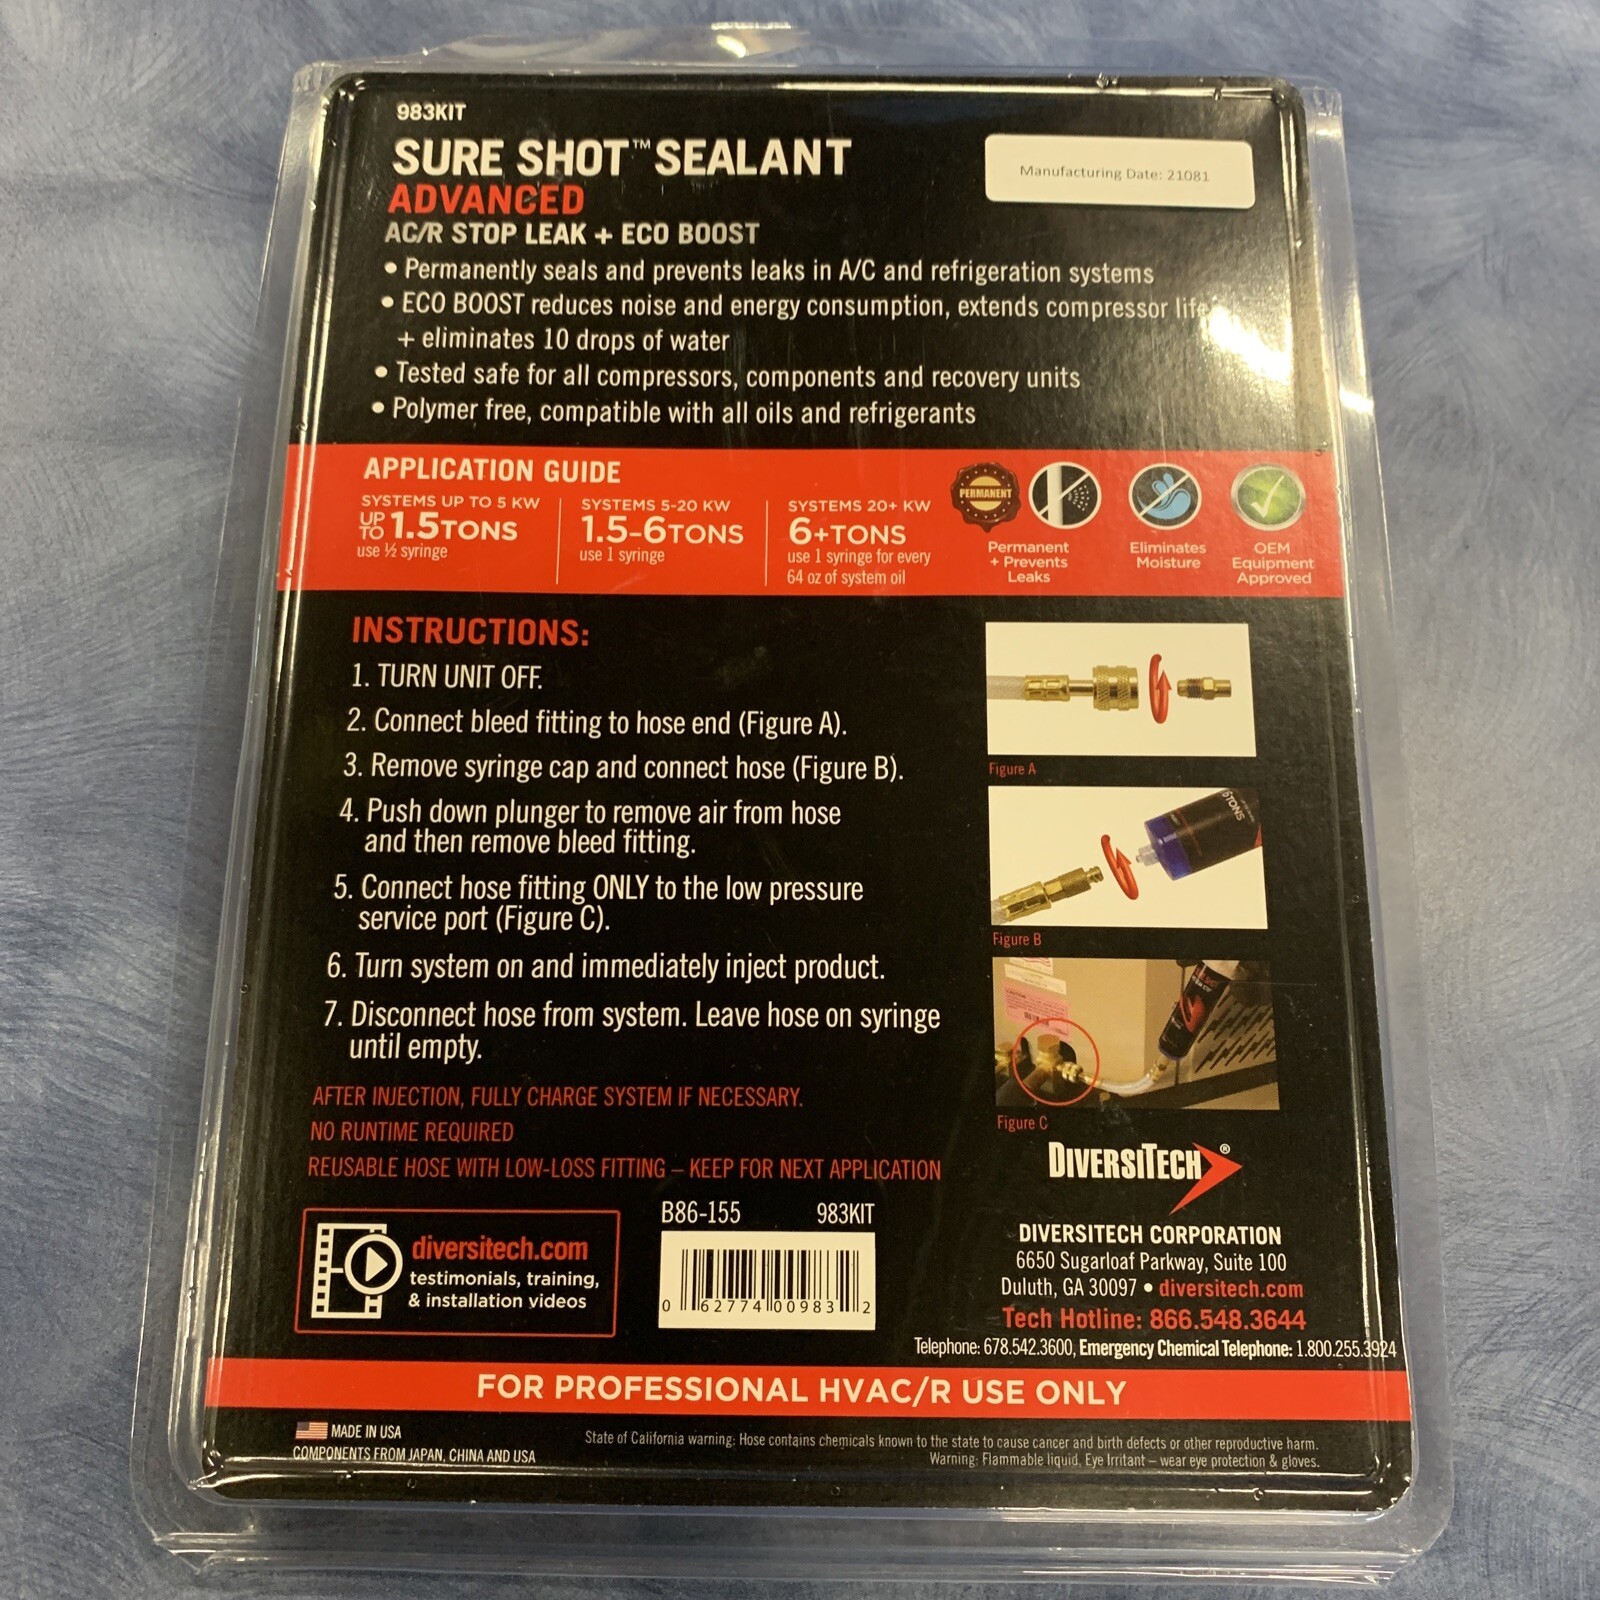 983KIT
SURE SHOT™ SEALANT
ADVANCED
AC/R STOP LEAK + ECO BOOST
Manufacturing Date: 21081
• Permanently seals and prevents leaks in A/C and refrigeration systems
• ECO BOOST reduces noise and energy consumption, extends compressor life
+ eliminates 10 drops of water
• Tested safe for all compressors, components and recovery units
• Polymer free, compatible with all oils and refrigerants
APPLICATION GUIDE
SYSTEMS UP TO 5 KW
UP TO 1.5 TONS
use ½ syringe
SYSTEMS 5-20 KW
1.5-6 TONS
use 1 syringe
SYSTEMS 20+ KW
6+TONS
use 1 syringe for every
64 oz of system oil
PERMANENT
Permanent
+ Prevents
Leaks
Eliminates
Moisture
OEM
Equipment
Approved
INSTRUCTIONS:
1. TURN UNIT OFF.
2. Connect bleed fitting to hose end (Figure A).
3. Remove syringe cap and connect hose (Figure B).
4. Push down plunger to remove air from hose
and then remove bleed fitting.
5. Connect hose fitting ONLY to the low pressure
service port (Figure C).
6. Turn system on and immediately inject product.
7. Disconnect hose from system. Leave hose on syringe
until empty.
AFTER INJECTION, FULLY CHARGE SYSTEM IF NECESSARY.
NO RUNTIME REQUIRED
REUSABLE HOSE WITH LOW-LOSS FITTING – KEEP FOR NEXT APPLICATION
Figure A
6TONS
Figure B
Figure C
diversitech.com
testimonials, training,
& installation videos
B86-155 983KIT
0 62774 00983 2
DIVERSITECH®
DIVERSITECH CORPORATION
6650 Sugarloaf Parkway, Suite 100
Duluth, GA 30097 • diversitech.com
Tech Hotline: 866.548.3644
Telephone: 678.542.3600, Emergency Chemical Telephone: 1.800.255.3924
FOR PROFESSIONAL HVAC/R USE ONLY
MADE IN USA
COMPONENTS FROM JAPAN, CHINA AND USA
State of California warning: Hose contains chemicals known to the state to cause cancer and birth defects or other reproductive harm.
Warning: Flammable liquid, Eye Irritant – wear eye protection & gloves.